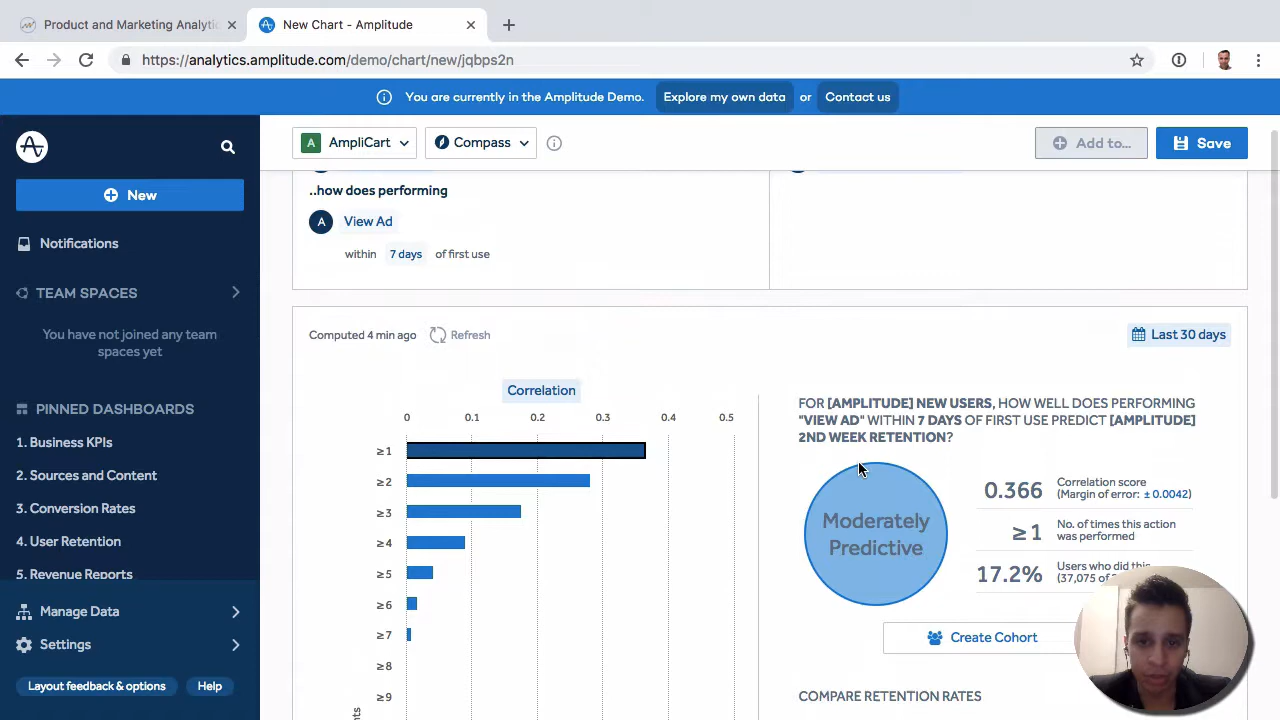 Product and Marketing Analytic
New Chart - Amplitude
https://analytics.amplitude.com/demo/chart/new/jqbps2n
You are currently in the Amplitude Demo. Explore my own data or Contact us
A AmpliCart
Compass
Add to...
Save
New
Notifications
TEAM SPACES
You have not joined any team
spaces yet
PINNED DASHBOARDS
1. Business KPIs
2. Sources and Content
3. Conversion Rates
4. User Retention
5. Revenue Reports
Manage Data
Settings
Layout feedback & options
Help
..how does performing
A View Ad
within 7 days of first use
Computed 4 min ago
Refresh
Last 30 days
Correlation
0 0.1 0.2 0.3 0.4 0.5
≥ 1
≥ 2
≥ 3
≥ 4
≥ 5
≥ 6
≥ 7
≥ 8
≥ 9
FOR [AMPLITUDE] NEW USERS, HOW WELL DOES PERFORMING
"VIEW AD" WITHIN 7 DAYS OF FIRST USE PREDICT [AMPLITUDE]
2ND WEEK RETENTION?
Moderately
Predictive
0.366 Correlation score
(Margin of error: ± 0.0042)
≥ 1 No. of times this action
was performed
17.2% Users who did this
(37,075 of
Create Cohort
COMPARE RETENTION RATES